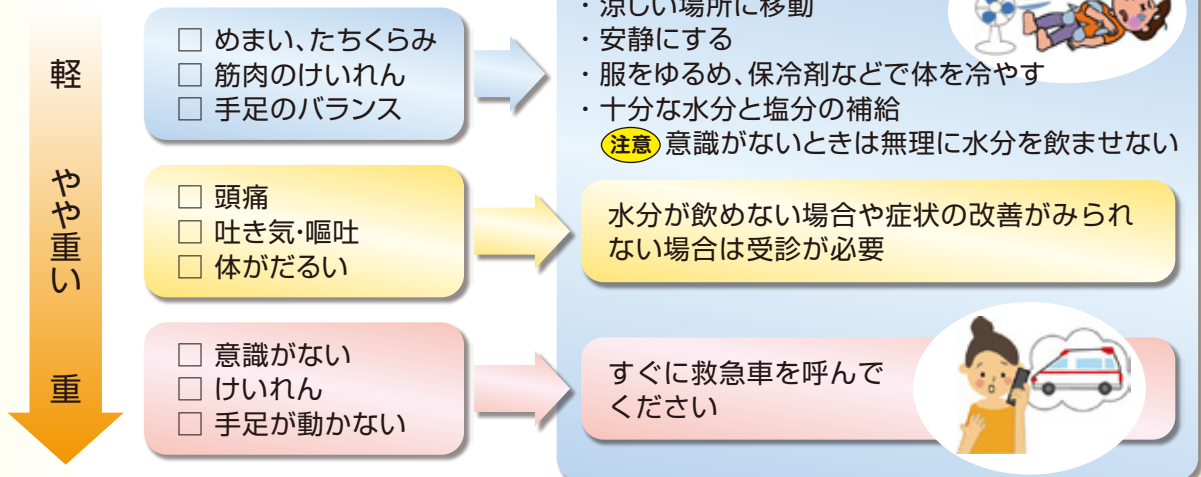 軽
□ めまい、たちくらみ
□ 筋肉のけいれん
□ 手足のバランス
・涼しい場所に移動
・安静にする
・服をゆるめ、保冷剤などで体を冷やす
・十分な水分と塩分の補給
注意 意識がないときは無理に水分を飲ませない
やや重い
□ 頭痛
□ 吐き気・嘔吐
□ 体がだるい
水分が飲めない場合や症状の改善がみられ
ない場合は受診が必要
重
□ 意識がない
□ けいれん
□ 手足が動かない
すぐに救急車を呼んで
ください